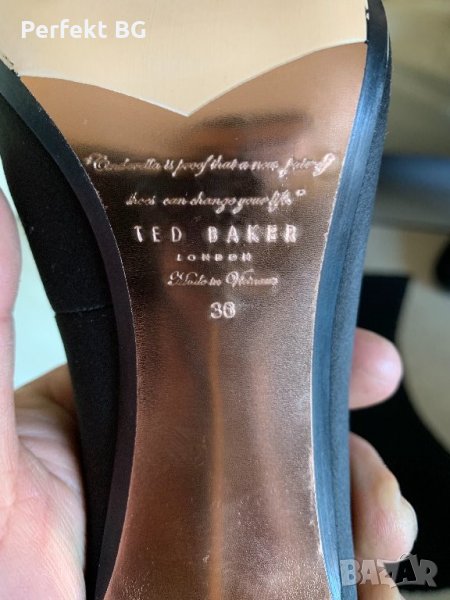 Perfekt BG
"Cinderella is proof that a new pair of
shoes can change your life"
TED BAKER
LONDON
Made in Vietnam
36
BAZAR